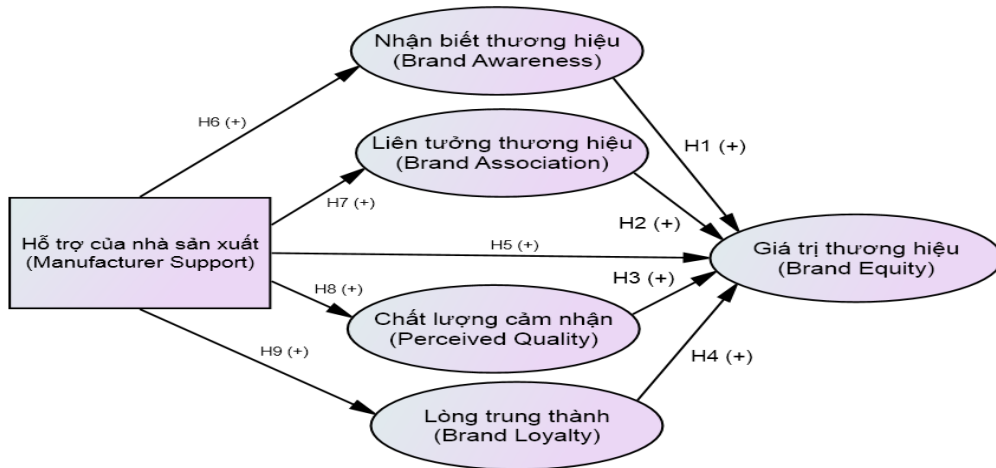 Nhận biết thương hiệu
(Brand Awareness)
H6 (+)
H1 (+)
Liên tưởng thương hiệu
(Brand Association)
H7 (+)
H2 (+)
Hỗ trợ của nhà sản xuất
(Manufacturer Support)
H5 (+)
Giá trị thương hiệu
(Brand Equity)
H8 (+)
H3 (+)
Chất lượng cảm nhận
(Perceived Quality)
H9 (+)
H4 (+)
Lòng trung thành
(Brand Loyalty)